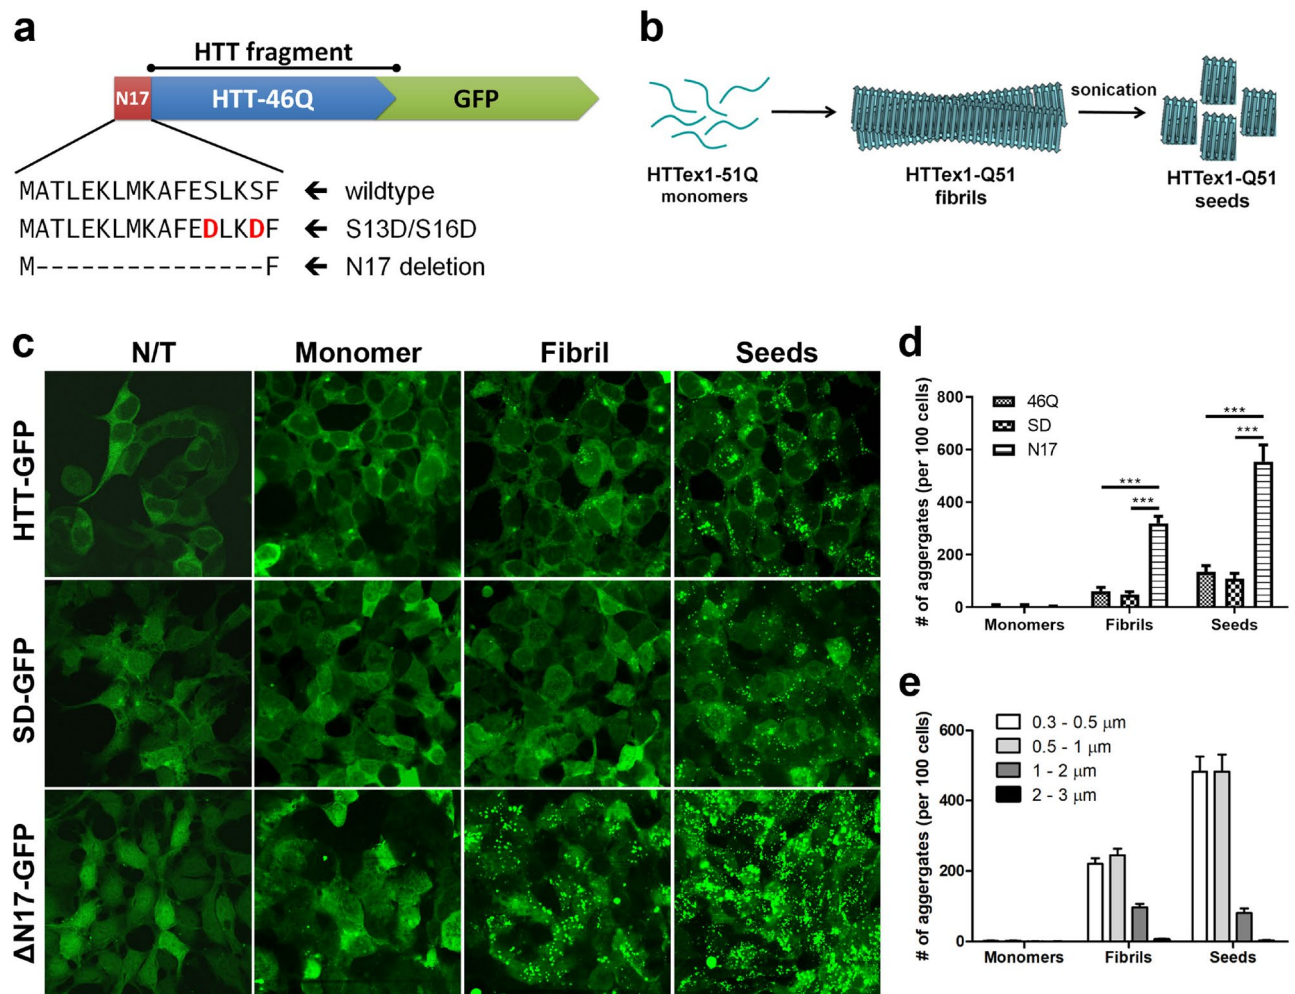 a
HTT fragment
N17
HTT-46Q
GFP
MATLEKLMKAFESLKSF ← wildtype
MATLEKLMKAFEDLKDF ← S13D/S16D
M---------------F ← N17 deletion
b
sonication
HTTex1-51Q
monomers
HTTex1-Q51
fibrils
HTTex1-Q51
seeds
c
N/T
Monomer
Fibril
Seeds
HTT-GFP
SD-GFP
ΔN17-GFP
d
# of aggergates (per 100 cells)
800
600
400
200
0
46Q
SD
N17
***
***
***
***
Monomers
Fibrils
Seeds
e
# of aggergates (per 100 cells)
600
400
200
0
0.3 - 0.5 µm
0.5 - 1 µm
1 - 2 µm
2 - 3 µm
Monomers
Fibrils
Seeds